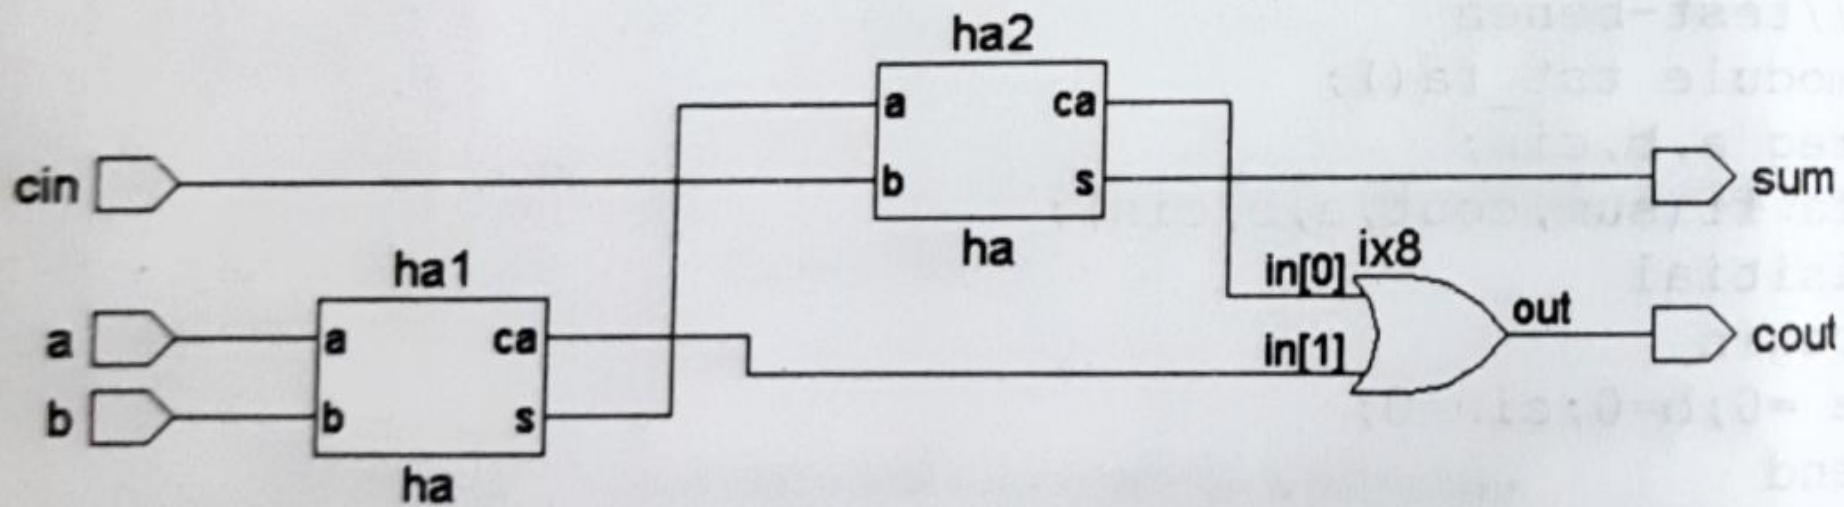 ha2
a ca
cin
b s
sum
ha
ha1
in[0] ix8
out
a
a ca
in[1]
cout
b
b s
ha